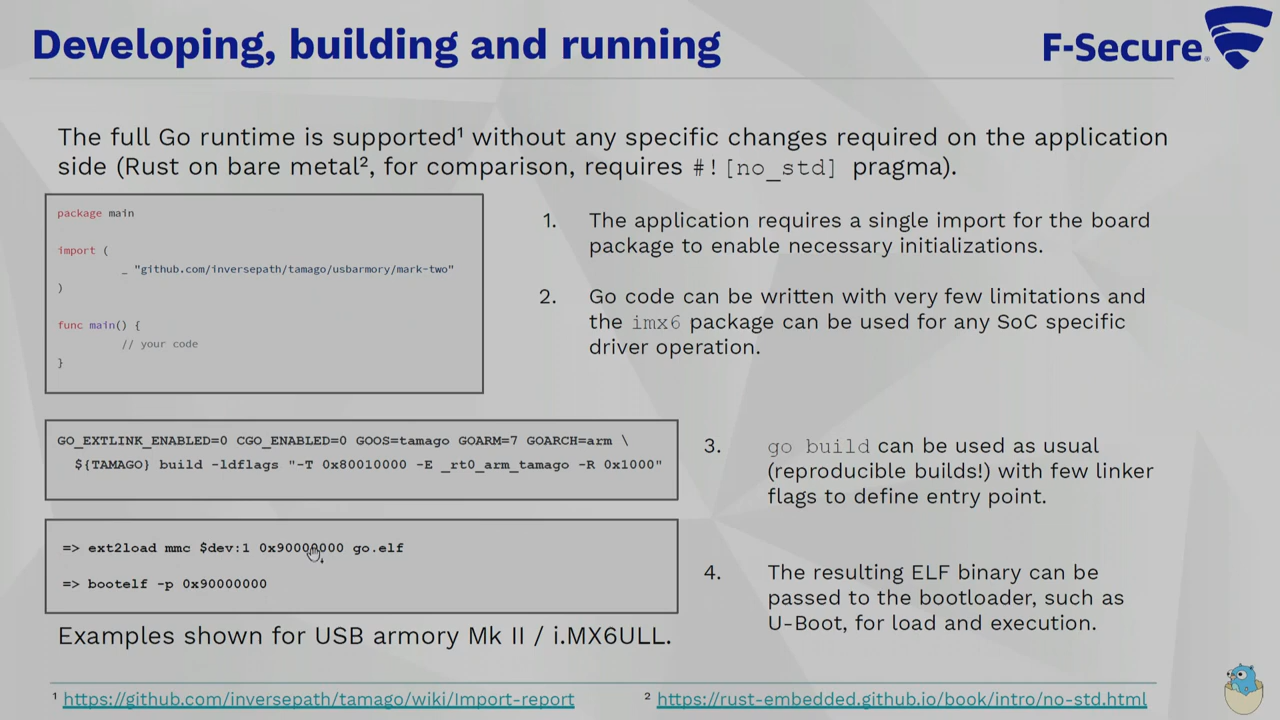 Developing, building and running
F-Secure®
The full Go runtime is supported¹ without any specific changes required on the application
side (Rust on bare metal², for comparison, requires #![no_std] pragma).
package main
import (
_ "github.com/inversepath/tamago/usbarmory/mark-two"
)
func main() {
// your code
}
1. The application requires a single import for the board
package to enable necessary initializations.
2. Go code can be written with very few limitations and
the imx6 package can be used for any SoC specific
driver operation.
GO_EXTLINK_ENABLED=0 CGO_ENABLED=0 GOOS=tamago GOARM=7 GOARCH=arm \
${TAMAGO} build -ldflags "-T 0x80010000 -E _rt0_arm_tamago -R 0x1000"
3. go build can be used as usual
(reproducible builds!) with few linker
flags to define entry point.
=> ext2load mmc $dev:1 0x90000000 go.elf
=> bootelf -p 0x90000000
4. The resulting ELF binary can be
passed to the bootloader, such as
U-Boot, for load and execution.
Examples shown for USB armory Mk II / i.MX6ULL.
¹ https://github.com/inversepath/tamago/wiki/Import-report
² https://rust-embedded.github.io/book/intro/no-std.html